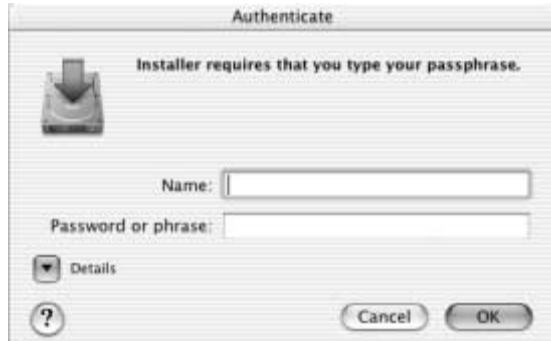 Authenticate
Installer requires that you type your passphrase.
Name:
Password or phrase:
Details
?
Cancel
OK